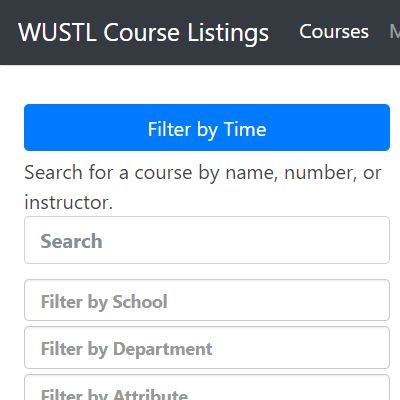 WUSTL Course Listings Courses
Filter by Time
Search for a course by name, number, or
instructor.
Search
Filter by School
Filter by Department
Filter by Attribute